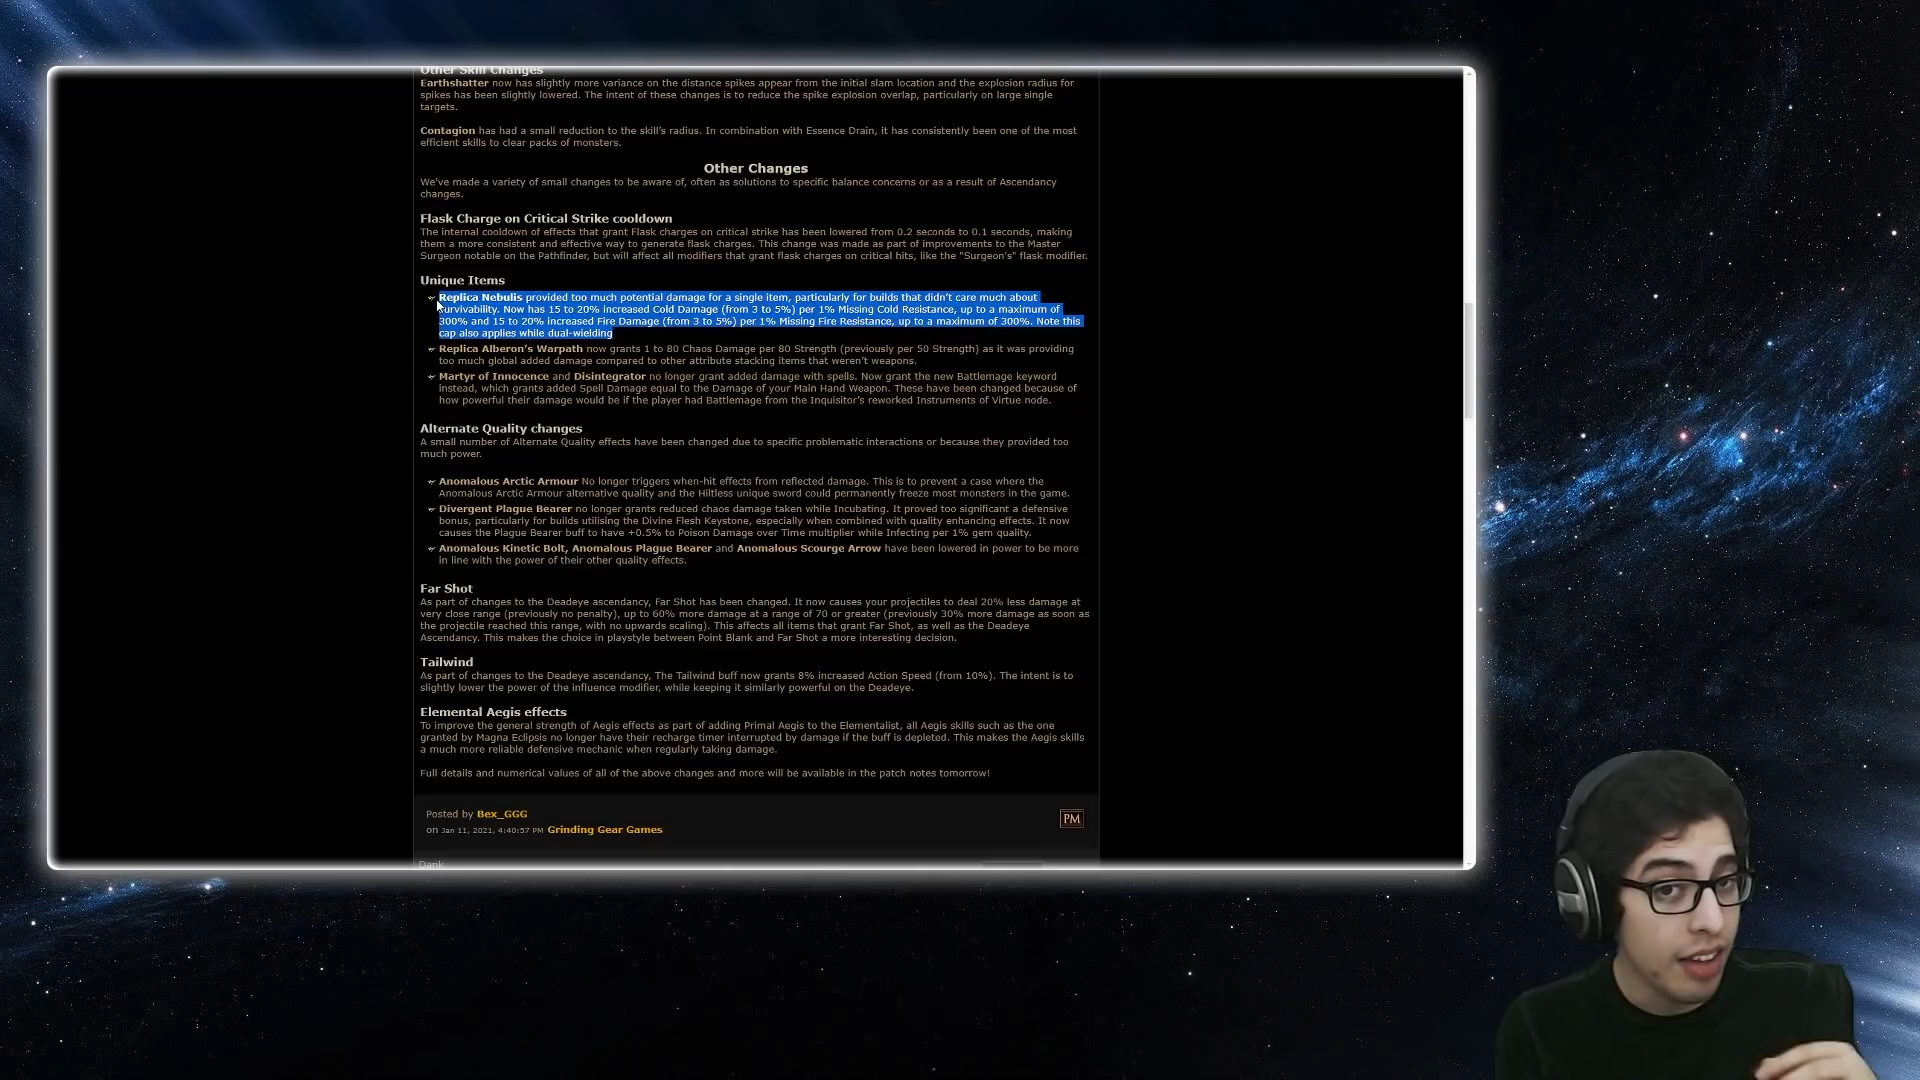 Other Skill Changes
Earthshatter now has slightly more variance on the distance spikes appear from the initial slam location and the explosion radius for
spikes has been slightly lowered. The intent of these changes is to reduce the spike explosion overlap, particularly on large single
targets.
Contagion has had a small reduction to the skill's radius. In combination with Essence Drain, it has consistently been one of the most
efficient skills to clear packs of monsters.
Other Changes
We've made a variety of small changes to be aware of, often as solutions to specific balance concerns or as a result of Ascendancy
changes.
Flask Charge on Critical Strike cooldown
The internal cooldown of effects that grant Flask charges on critical strike has been lowered from 0.2 seconds to 0.1 seconds, making
them a more consistent and effective way to generate flask charges. This change was made as part of improvements to the Master
Surgeon notable on the Pathfinder, but will affect all modifiers that grant flask charges on critical hits, like the "Surgeon's" flask modifier.
Unique Items
Replica Nebulis provided too much potential damage for a single item, particularly for builds that didn't care much about
survivability. Now has 15 to 20% increased Cold Damage (from 3 to 5%) per 1% Missing Cold Resistance, up to a maximum of
300% and 15 to 20% increased Fire Damage (from 3 to 5%) per 1% Missing Fire Resistance, up to a maximum of 300%. Note this
cap also applies while dual-wielding
Replica Alberon's Warpath now grants 1 to 80 Chaos Damage per 80 Strength (previously per 50 Strength) as it was providing
too much global added damage compared to other attribute stacking items that weren't weapons.
Martyr of Innocence and Disintegrator no longer grant added damage with spells. Now grant the new Battlemage keyword
instead, which grants added Spell Damage equal to the Damage of your Main Hand Weapon. These have been changed because of
how powerful their damage would be if the player had Battlemage from the Inquisitor's reworked Instruments of Virtue node.
Alternate Quality changes
A small number of Alternate Quality effects have been changed due to specific problematic interactions or because they provided too
much power.
Anomalous Arctic Armour No longer triggers when-hit effects from reflected damage. This is to prevent a case where the
Anomalous Arctic Armour alternative quality and the Hiltless unique sword could permanently freeze most monsters in the game.
Divergent Plague Bearer no longer grants reduced chaos damage taken while Incubating. It proved too significant a defensive
bonus, particularly for builds utilising the Divine Flesh Keystone, especially when combined with quality enhancing effects. It now
causes the Plague Bearer buff to have +0.5% to Poison Damage over Time multiplier while Infecting per 1% gem quality.
Anomalous Kinetic Bolt, Anomalous Plague Bearer and Anomalous Scourge Arrow have been lowered in power to be more
in line with the power of their other quality effects.
Far Shot
As part of changes to the Deadeye ascendancy, Far Shot has been changed. It now causes your projectiles to deal 20% less damage at
very close range (previously no penalty), up to 60% more damage at a range of 70 or greater (previously 30% more damage as soon as
the projectile reached this range, with no upwards scaling). This affects all items that grant Far Shot, as well as the Deadeye
Ascendancy. This makes the choice in playstyle between Point Blank and Far Shot a more interesting decision.
Tailwind
As part of changes to the Deadeye ascendancy, The Tailwind buff now grants 8% increased Action Speed (from 10%). The intent is to
slightly lower the power of the influence modifier, while keeping it similarly powerful on the Deadeye.
Elemental Aegis effects
To improve the general strength of Aegis effects as part of adding Primal Aegis to the Elementalist, all Aegis skills such as the one
granted by Magna Eclipsis no longer have their recharge timer interrupted by damage if the buff is depleted. This makes the Aegis skills
a much more reliable defensive mechanic when regularly taking damage.
Full details and numerical values of all of the above changes and more will be available in the patch notes tomorrow!
Posted by Bex_GGG
on Jan 11, 2021, 4:40:57 PM Grinding Gear Games
PM
Dank